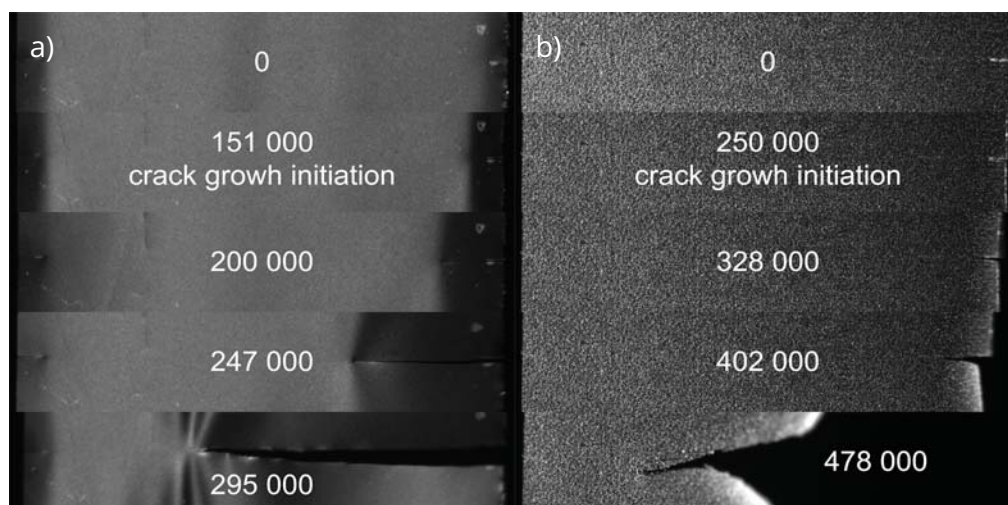 a)
0
151 000
crack growh initiation
200 000
247 000
295 000
b)
0
250 000
crack growh initiation
328 000
402 000
478 000